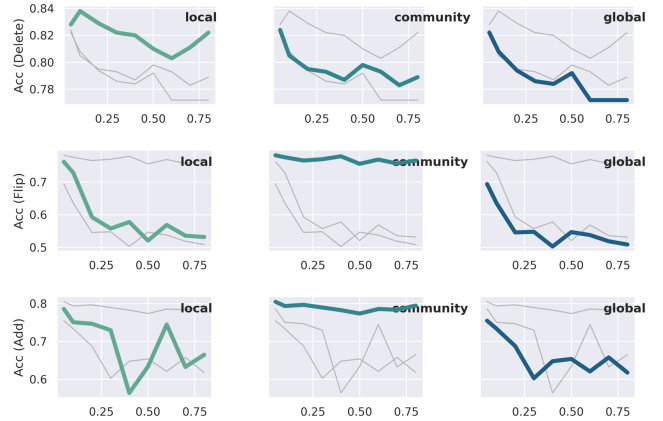 local community global
Acc (Delete)
0.84
0.82
0.80
0.78
0.25 0.50 0.75 0.25 0.50 0.75 0.25 0.50 0.75
local community global
Acc (Flip)
0.7
0.6
0.5
0.25 0.50 0.75 0.25 0.50 0.75 0.25 0.50 0.75
local community global
Acc (Add)
0.8
0.7
0.6
0.25 0.50 0.75 0.25 0.50 0.75 0.25 0.50 0.75